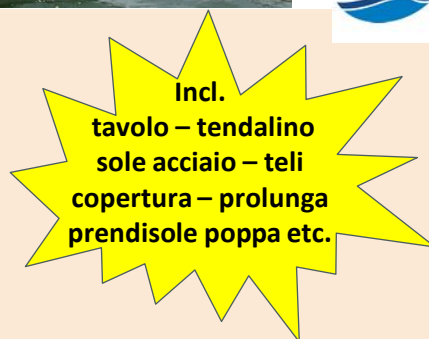 Incl.
tavolo – tendalino
sole acciaio – teli
copertura – prolunga
prendisole poppa etc.